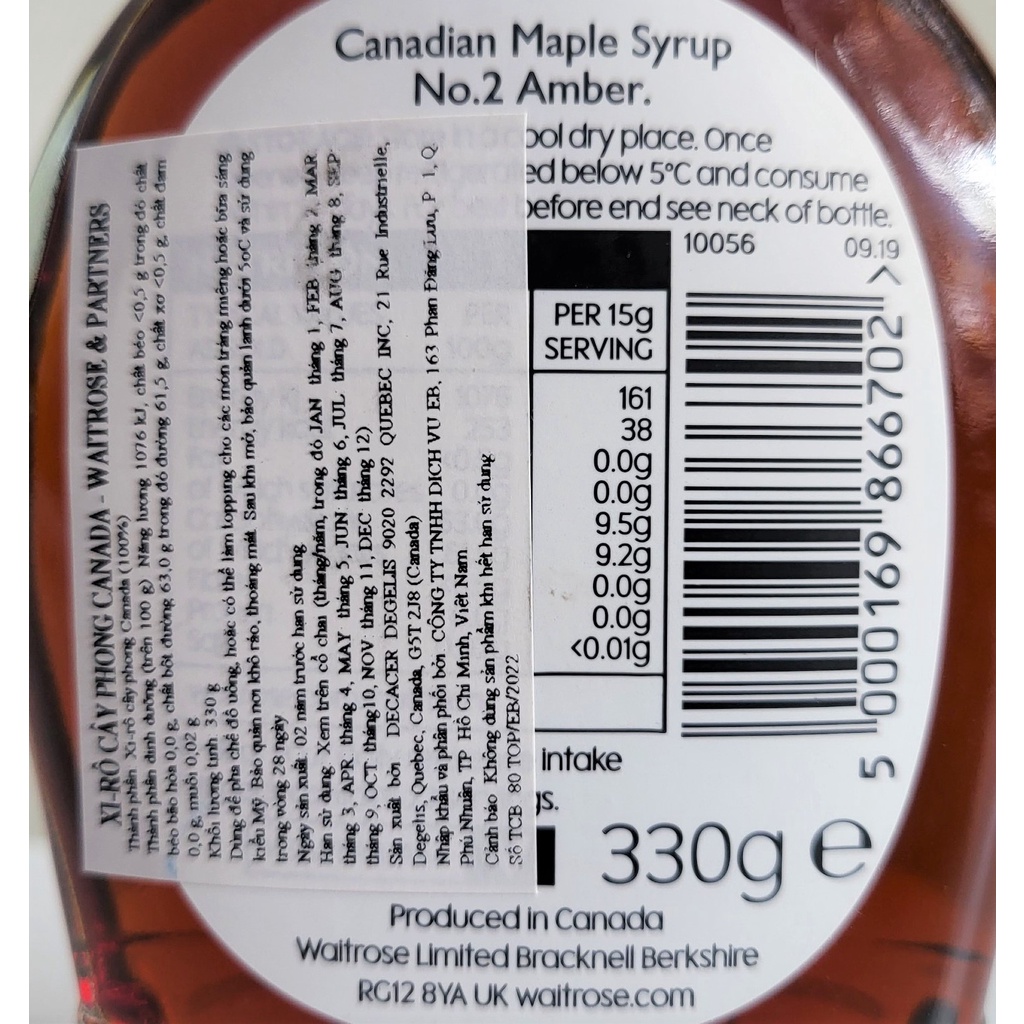 Canadian Maple Syrup
No.2 Amber.
ool dry place. Once
ed below 5°C and consume
before end see neck of bottle.
10056 09.19
PER 15g
SERVING
161
38
0.0g
0.0g
9.5g
9.2g
0.0g
0.0g
<0.01g
intake
gs.
5 000169 866702 >
330g e
Produced in Canada
Waitrose Limited Bracknell Berkshire
RG12 8YA UK waitrose.com
XI-RÔ CÂY PHONG CANADA - WAITROSE & PARTNERS
Thành phần Xi-rô cây phong Canada (100%)
Thành phần dinh dưỡng (trên 100 g) Năng lượng 1076 kJ, chất béo <0,5 g trong đó chất
béo bão hòa 0,0 g, chất bột đường 63,0 g trong đó đường 61,5 g, chất xơ <0,5 g, chất đạm
0,0 g, muối 0,02 g
Khối lượng tịnh: 330 g
Dùng để pha chế đồ uống, hoặc có thể làm topping cho các món tráng miệng hoặc bữa sáng
kiểu Mỹ. Bảo quản nơi khô ráo, thoáng mát. Sau khi mở, bảo quản lạnh dưới 5oC và sử dụng
trong vòng 28 ngày
Ngày sản xuất: 02 năm trước hạn sử dụng
Hạn sử dụng: Xem trên cổ chai (tháng/năm, trong đó JAN tháng 1, FEB tháng 2, MAR
tháng 3, APR: tháng 4, MAY tháng 5, JUN: tháng 6, JUL: tháng 7, AUG tháng 8, SEP
tháng 9, OCT: tháng10, NOV: tháng 11, DEC tháng 12)
Sản xuất bởi: DECACER DEGELIS 9020 2292 QUEBEC INC, 21 Rue Industrielle,
Degelis, Quebec, Canada, G5T 2J8 (Canada)
Nhập khẩu và phân phối bởi: CÔNG TY TNHH DỊCH VỤ EB, 163 Phan Đăng Lưu, P 1, Q
Phú Nhuận, TP Hồ Chí Minh, Việt Nam
Cảnh báo Không dùng sản phẩm khi hết hạn sử dụng
Số TCB 80 TOP/EB/2022